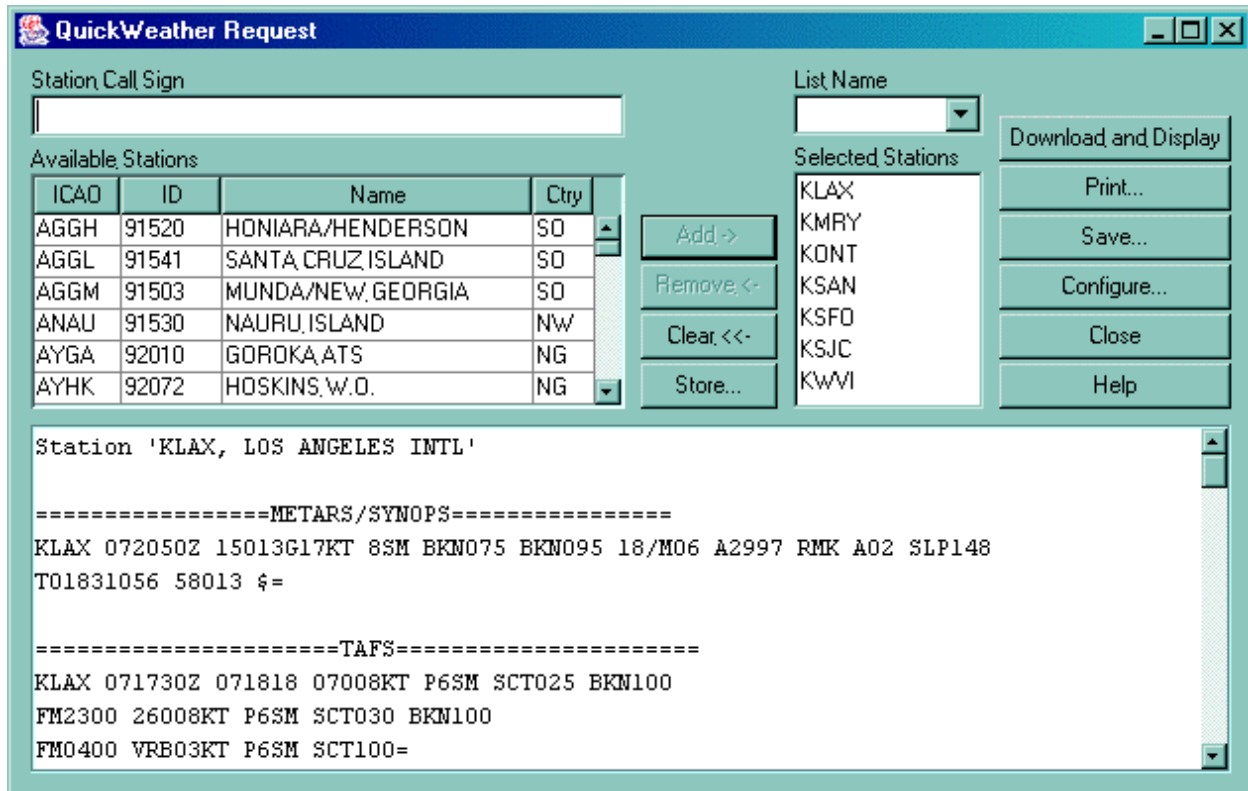 QuickWeather Request
Station Call Sign
List Name
Download and Display
Available Stations
Selected Stations
ICAO ID Name Ctry
AGGH 91520 HONIARA/HENDERSON SO
AGGL 91541 SANTA CRUZ ISLAND SO
AGGM 91503 MUNDA/NEW GEORGIA SO
ANAU 91530 NAURU ISLAND NW
AYGA 92010 GOROKA ATS NG
AYHK 92072 HOSKINS W.O. NG
Add ->
Remove <-
Clear <<-
Store...
KLAX
KMRY
KONT
KSAN
KSFO
KSJC
KWVI
Print...
Save...
Configure...
Close
Help
Station 'KLAX, LOS ANGELES INTL'
=================METARS/SYNOPS================
KLAX 072050Z 15013G17KT 8SM BKN075 BKN095 18/M06 A2997 RMK AO2 SLP148
T01831056 58013 $=
======================TAFS======================
KLAX 071730Z 071818 07008KT P6SM SCT025 BKN100
FM2300 26008KT P6SM SCT030 BKN100
FM0400 VRB03KT P6SM SCT100=